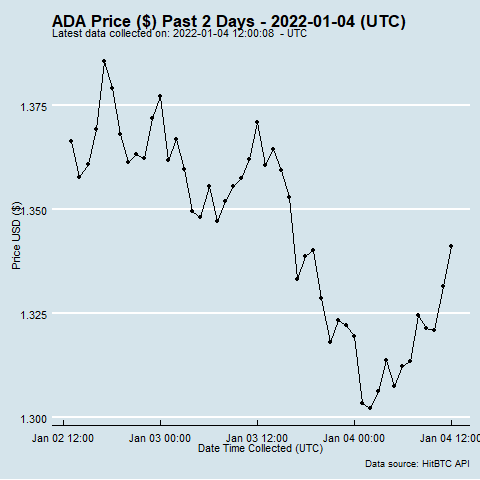 ADA Price ($) Past 2 Days - 2022-01-04 (UTC)
Latest data collected on: 2022-01-04 12:00:08 - UTC
1.375
1.350
1.325
1.300
Price USD ($)
Jan 02 12:00
Jan 03 00:00
Jan 03 12:00
Jan 04 00:00
Jan 04 12:00
Date Time Collected (UTC)
Data source: HitBTC API